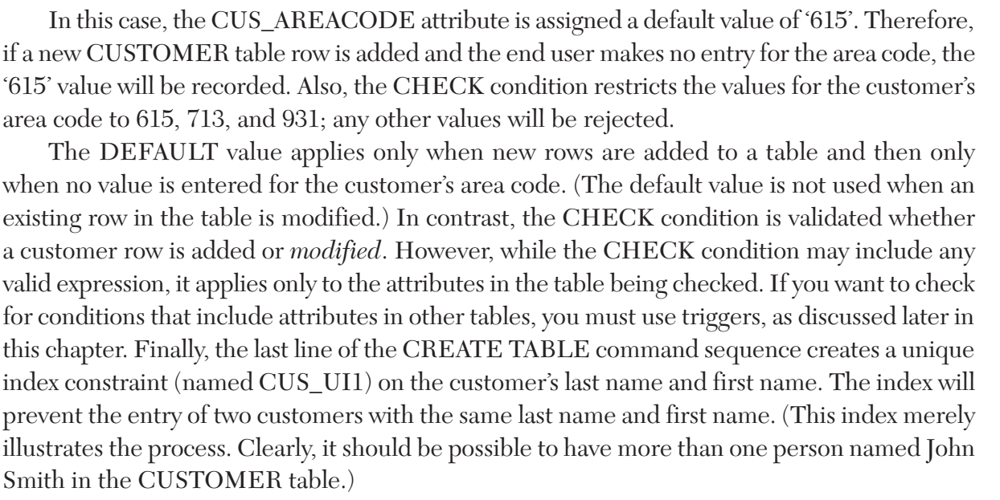 In this case, the CUS_AREACODE attribute is assigned a default value of ‘615’. Therefore,
if a new CUSTOMER table row is added and the end user makes no entry for the area code, the
‘615’ value will be recorded. Also, the CHECK condition restricts the values for the customer’s
area code to 615, 713, and 931; any other values will be rejected.
The DEFAULT value applies only when new rows are added to a table and then only
when no value is entered for the customer’s area code. (The default value is not used when an
existing row in the table is modified.) In contrast, the CHECK condition is validated whether
a customer row is added or modified. However, while the CHECK condition may include any
valid expression, it applies only to the attributes in the table being checked. If you want to check
for conditions that include attributes in other tables, you must use triggers, as discussed later in
this chapter. Finally, the last line of the CREATE TABLE command sequence creates a unique
index constraint (named CUS_UI1) on the customer’s last name and first name. The index will
prevent the entry of two customers with the same last name and first name. (This index merely
illustrates the process. Clearly, it should be possible to have more than one person named John
Smith in the CUSTOMER table.)